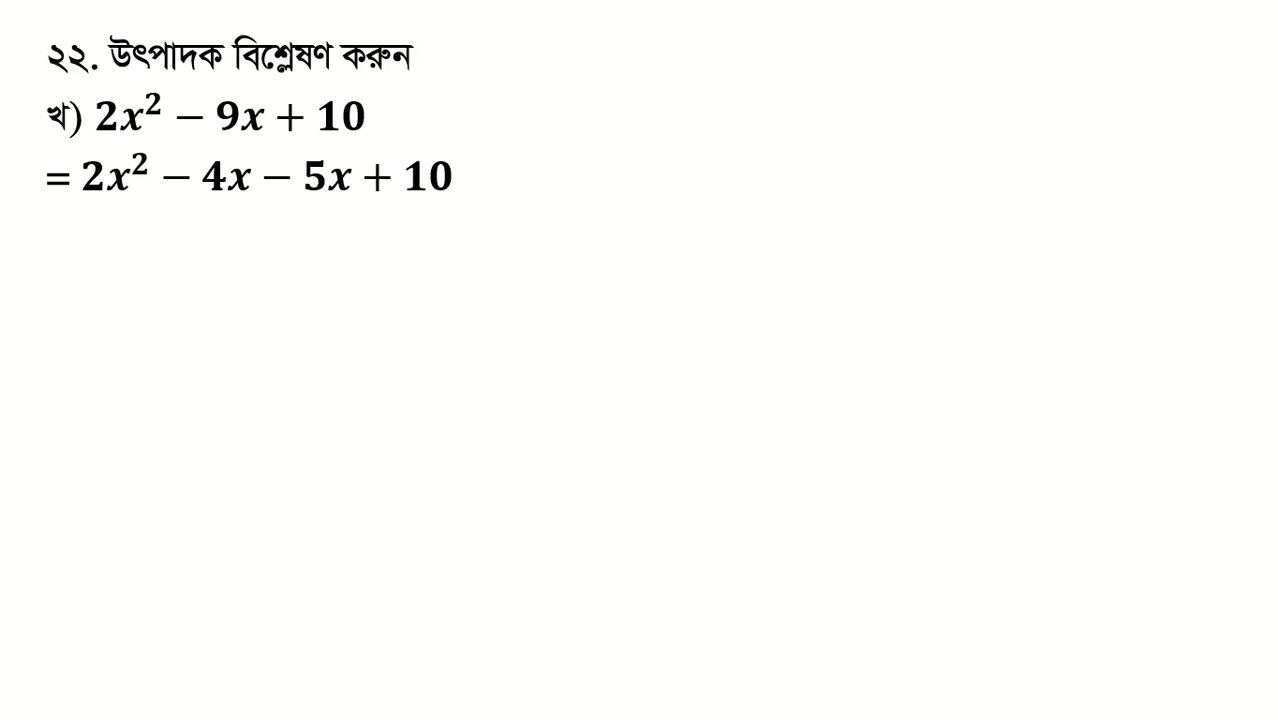 ২২. উৎপাদক বিশ্লেষণ করুন
খ) 2x² − 9x + 10
= 2x² − 4x − 5x + 10